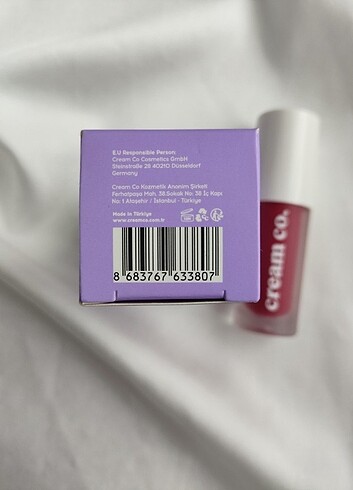 E.U Responsible Person:
Cream Co Cosmetics GmbH
Steinstraße 28 40210 Düsseldorf
Germany
Cream Co Kozmetik Anonim Şirketi
Ferhatpaşa Mah. 38.Sokak No: 38 İç Kapı
No: 1 Ataşehir / İstanbul - Türkiye
Made in Türkiye
www.creamco.com.tr
8 683767 633807
cream co.